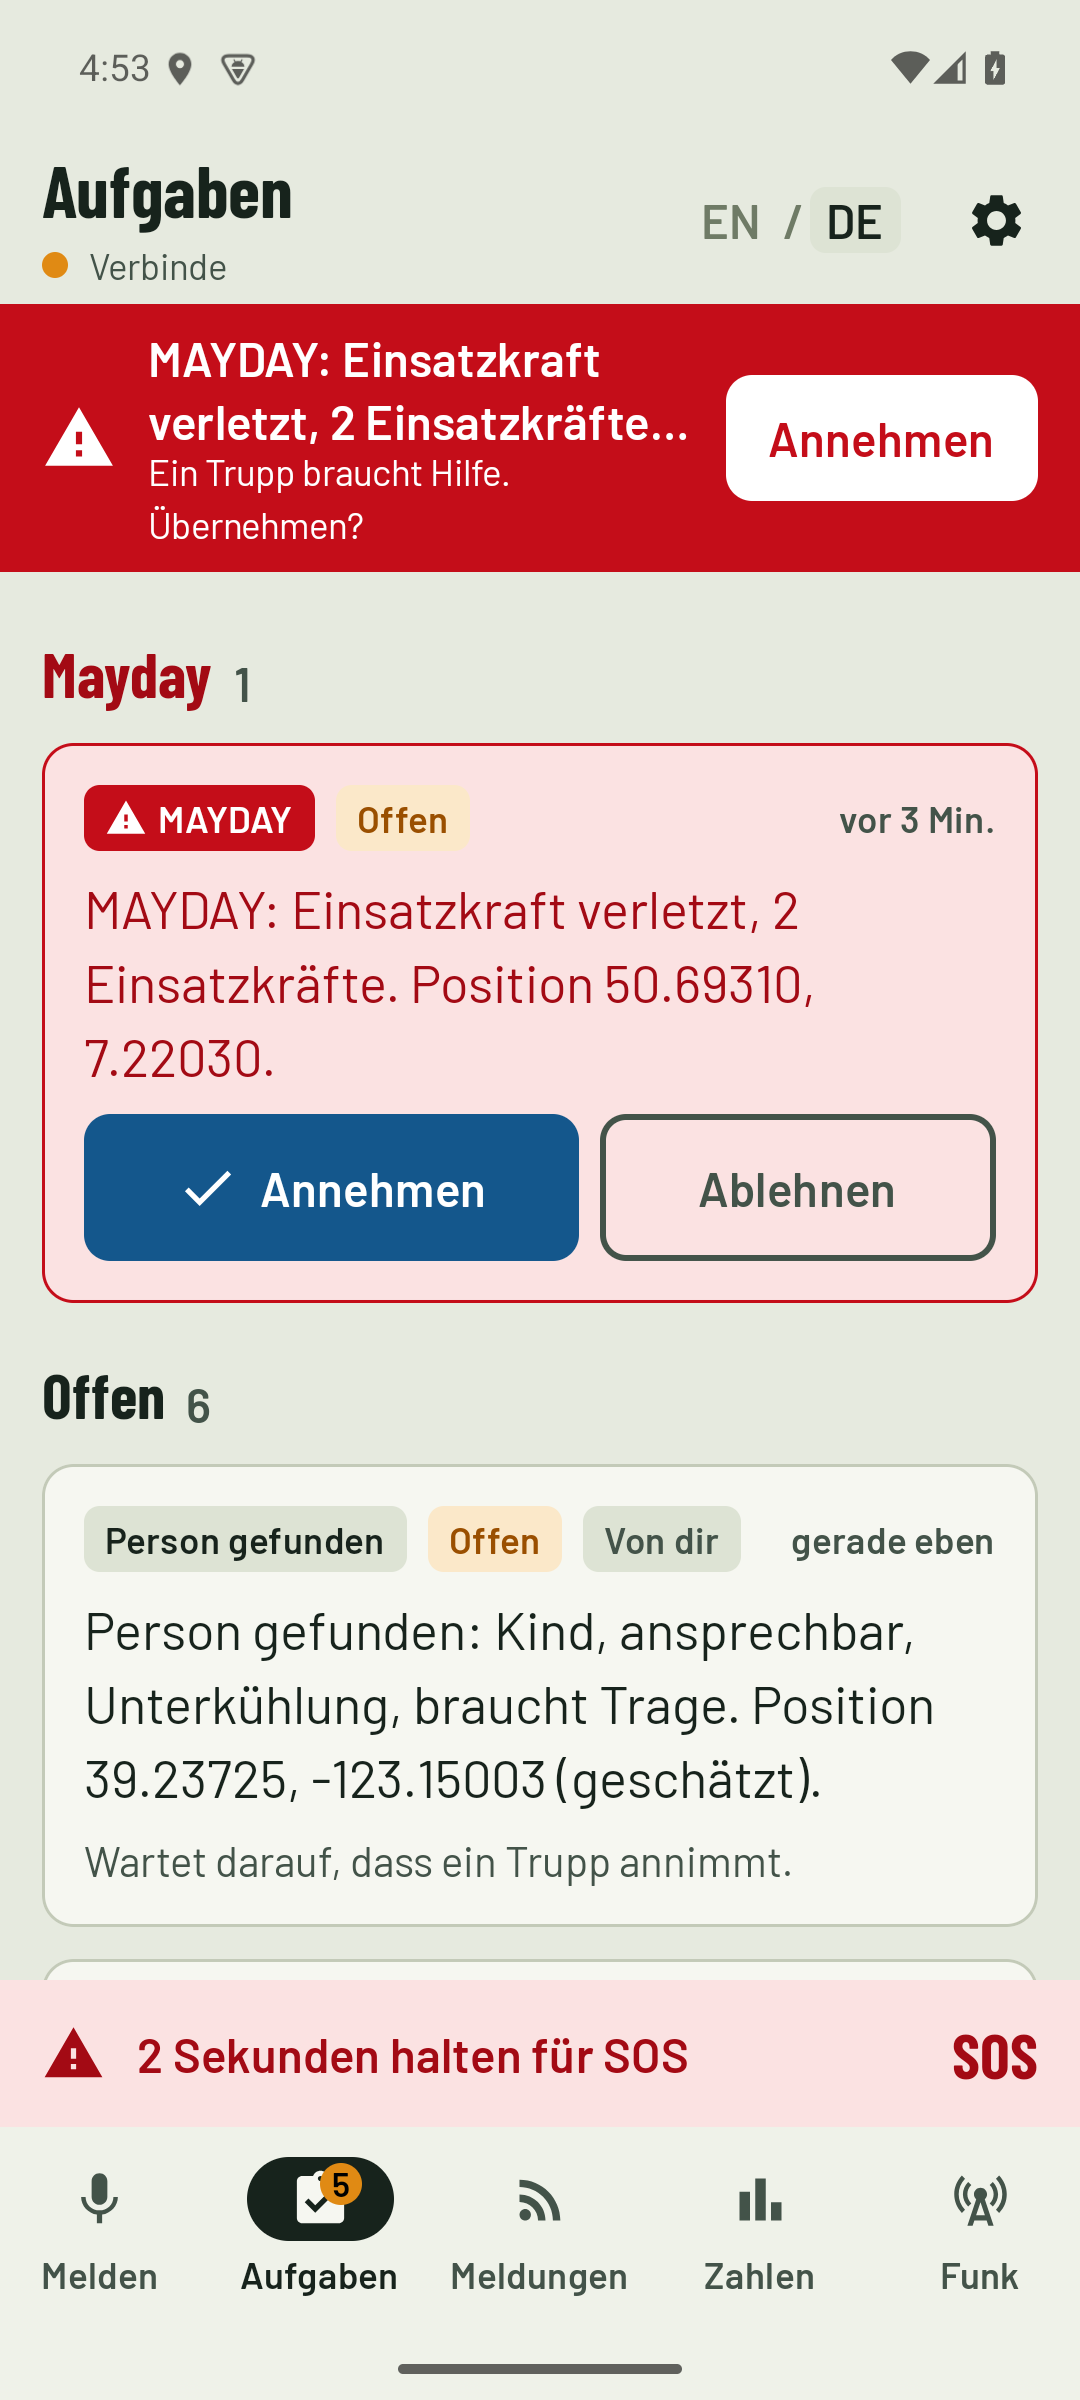 4:53
Aufgaben
EN / DE
Verbinde
MAYDAY: Einsatzkraft
verletzt, 2 Einsatzkräfte...
Ein Trupp braucht Hilfe.
Übernehmen?
Annehmen
Mayday 1
MAYDAY Offen vor 3 Min.
MAYDAY: Einsatzkraft verletzt, 2
Einsatzkräfte. Position 50.69310,
7.22030.
Annehmen Ablehnen
Offen 6
Person gefunden Offen Von dir gerade eben
Person gefunden: Kind, ansprechbar,
Unterkühlung, braucht Trage. Position
39.23725, -123.15003 (geschätzt).
Wartet darauf, dass ein Trupp annimmt.
2 Sekunden halten für SOS SOS
5
Melden Aufgaben Meldungen Zahlen Funk